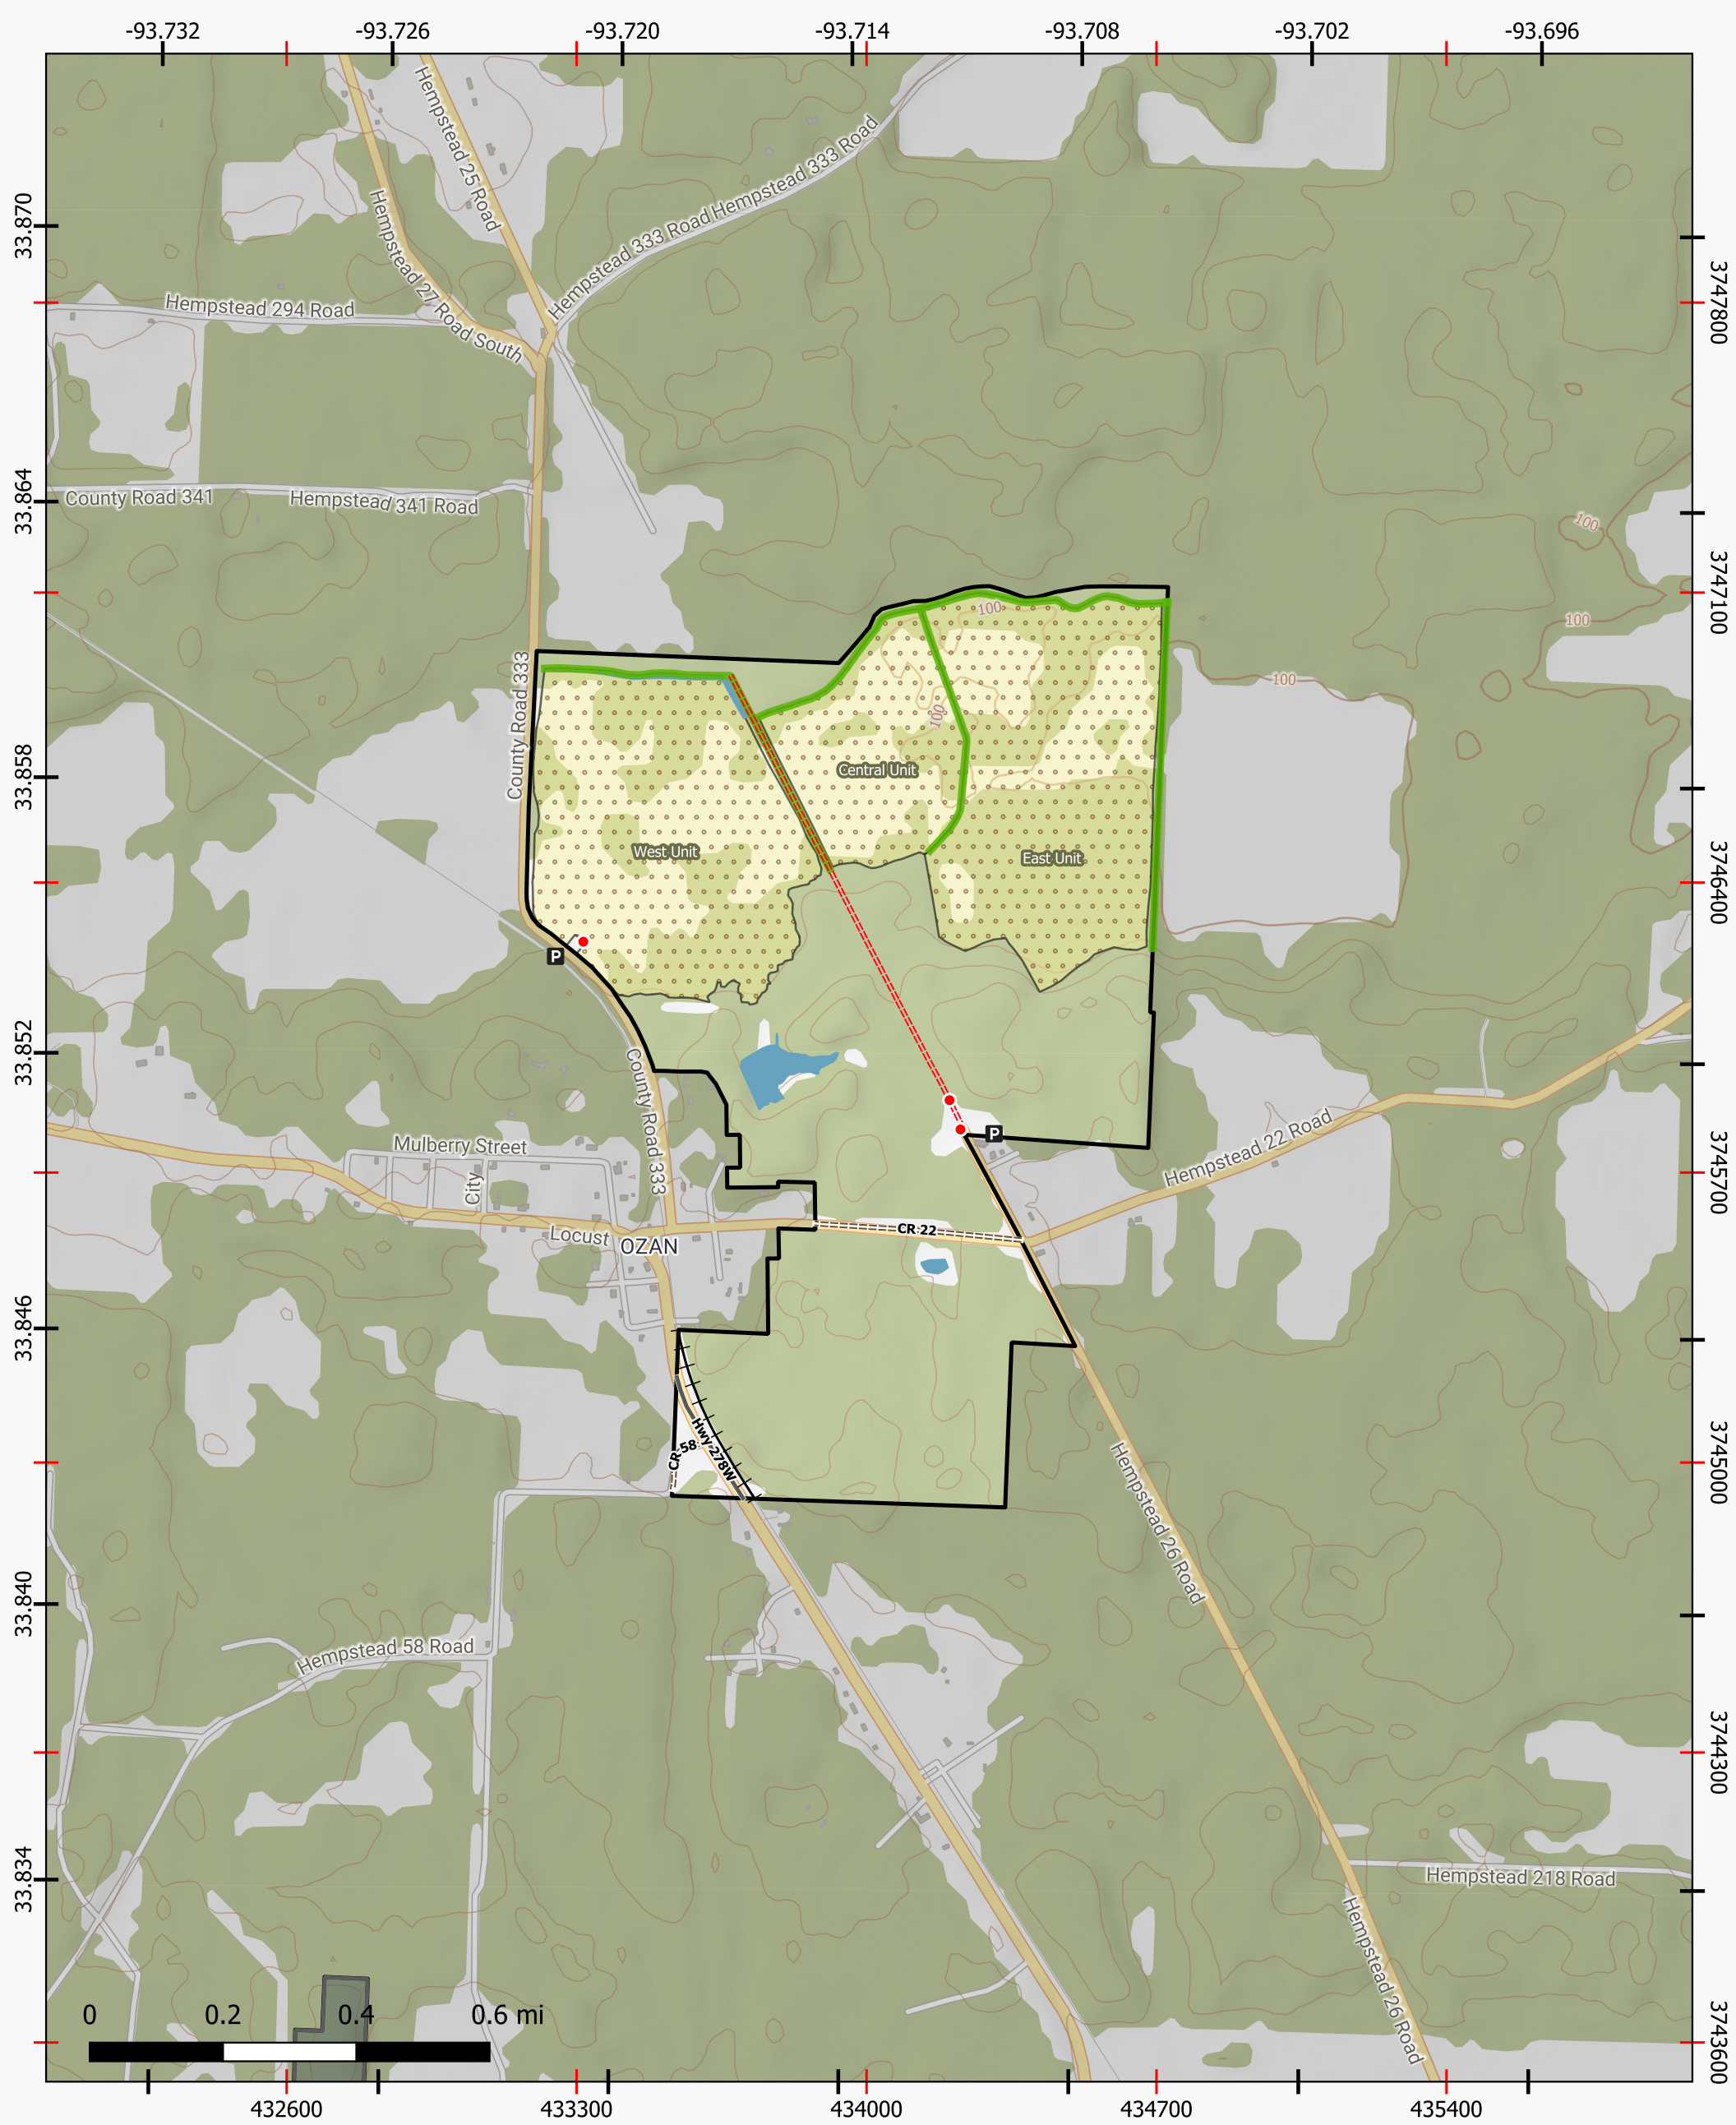 -93.732 -93.726 -93.720 -93.714 -93.708 -93.702 -93.696
Hempstead 25 Road
Hempstead 333 Road Hempstead 333 Road
Hempstead 27 Road South
33.870
3747800
Hempstead 294 Road
33.864
County Road 341
Hempstead 341 Road
100
3747100
100
100
100
100
County Road 333
33.858
Central Unit
West Unit
East Unit
3746400
P
33.852
County Road 333
P
Mulberry Street
Hempstead 22 Road
3745700
City
Locust
OZAN
CR 22
33.846
Hwy 278W
CR 58
3745000
Hempstead 26 Road
33.840
Hempstead 58 Road
3744300
33.834
Hempstead 218 Road
Hempstead 26 Road
0 0.2 0.4 0.6 mi
3743600
432600 433300 434000 434700 435400